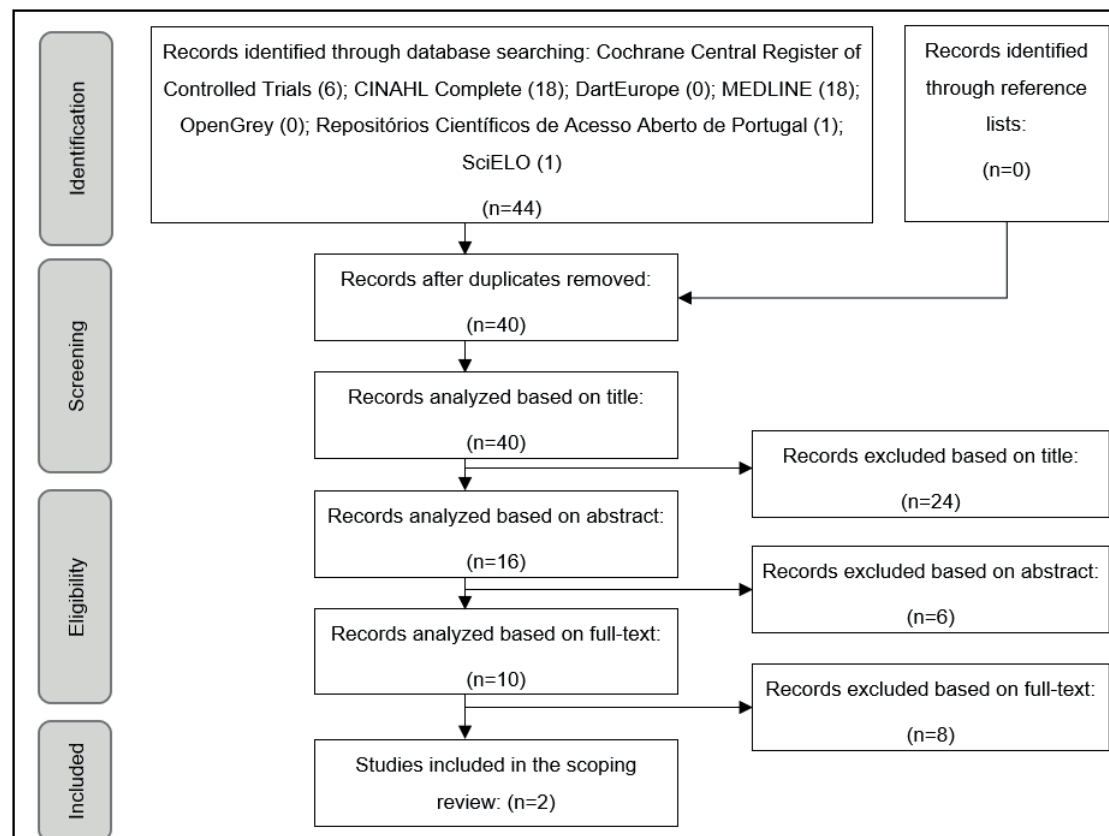 Identification
Records identified through database searching: Cochrane Central Register of
Controlled Trials (6); CINAHL Complete (18); DartEurope (0); MEDLINE (18);
OpenGrey (0); Repositórios Científicos de Acesso Aberto de Portugal (1);
SciELO (1)
(n=44)
Records identified
through reference
lists:
(n=0)
Screening
Records after duplicates removed:
(n=40)
Records analyzed based on title:
(n=40)
Records excluded based on title:
(n=24)
Eligibility
Records analyzed based on abstract:
(n=16)
Records excluded based on abstract:
(n=6)
Records analyzed based on full-text:
(n=10)
Records excluded based on full-text:
(n=8)
Included
Studies included in the scoping
review: (n=2)